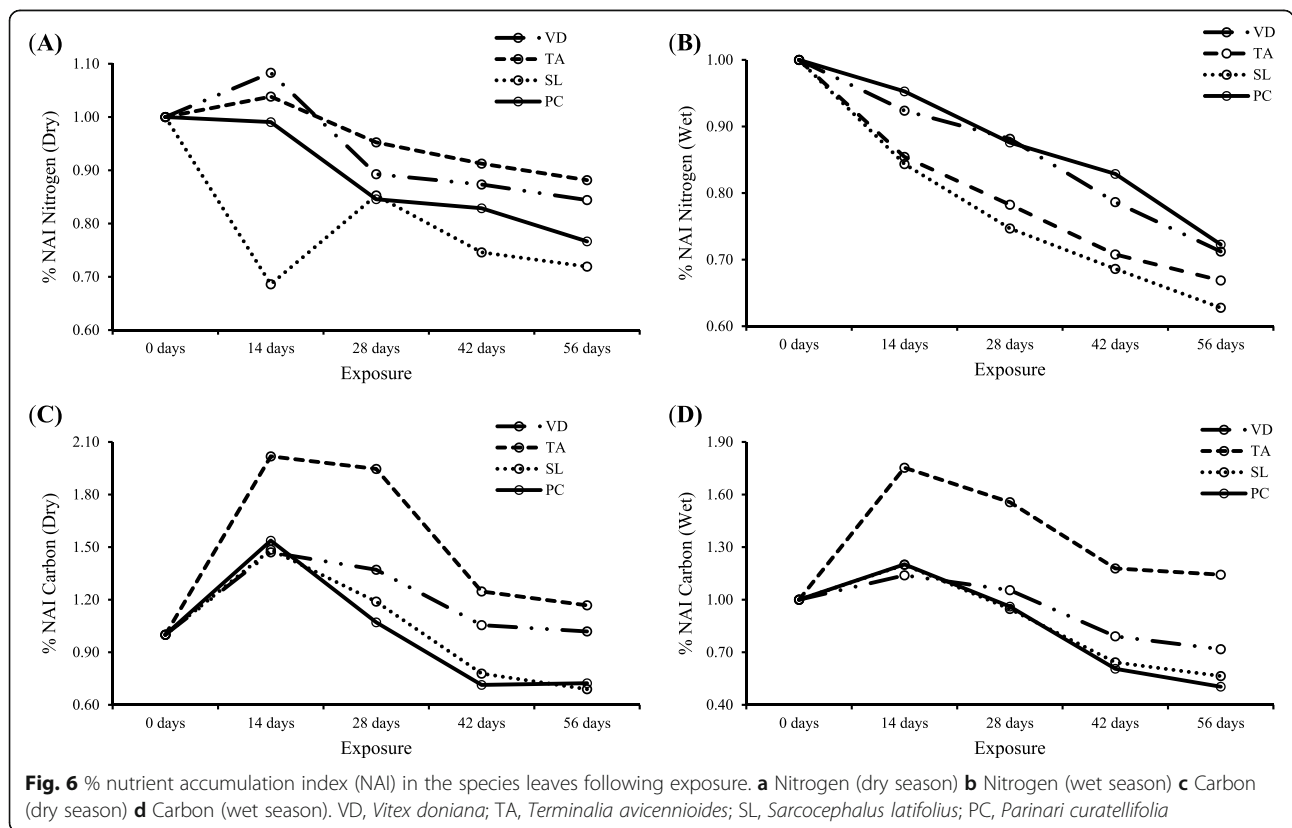 (A)
VD
TA
SL
PC
1.10
1.00
0.90
0.80
0.70
0.60
% NAI Nitrogen (Dry)
0 days 14 days 28 days 42 days 56 days
Exposure
(B)
VD
TA
SL
PC
1.00
0.90
0.80
0.70
0.60
% NAI Nitrogen (Wet)
0 days 14 days 28 days 42 days 56 days
Exposure
(C)
VD
TA
SL
PC
2.10
1.80
1.50
1.20
0.90
0.60
% NAI Carbon (Dry)
0 days 14 days 28 days 42 days 56 days
Exposure
(D)
VD
TA
SL
PC
1.90
1.60
1.30
1.00
0.70
0.40
% NAI Carbon (Wet)
0 days 14 days 28 days 42 days 56 days
Exposure
Fig. 6 % nutrient accumulation index (NAI) in the species leaves following exposure. a Nitrogen (dry season) b Nitrogen (wet season) c Carbon
(dry season) d Carbon (wet season). VD, Vitex doniana; TA, Terminalia avicennioides; SL, Sarcocephalus latifolius; PC, Parinari curatellifolia